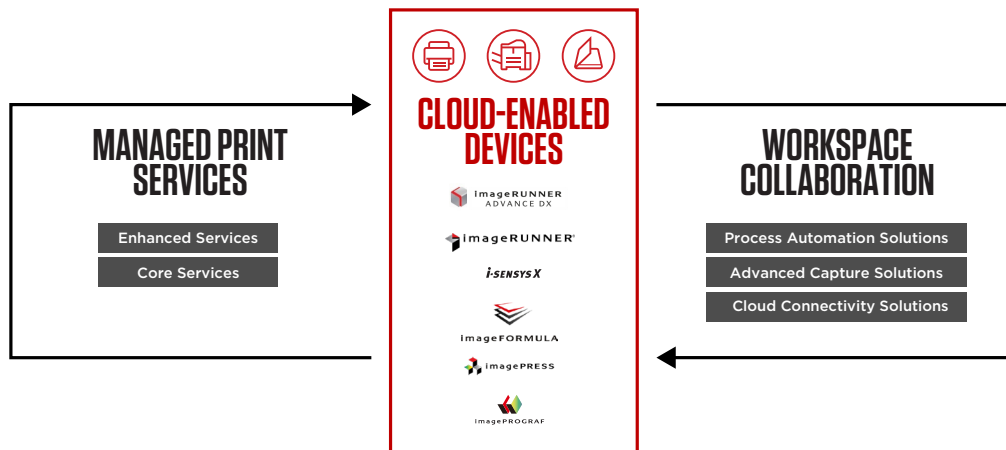 MANAGED PRINT
SERVICES
Enhanced Services
Core Services
CLOUD-ENABLED
DEVICES
imageRUNNER
ADVANCE DX
imageRUNNER®
i-SENSYS X
imageFORMULA
imagePRESS
imagePROGRAF
WORKSPACE
COLLABORATION
Process Automation Solutions
Advanced Capture Solutions
Cloud Connectivity Solutions